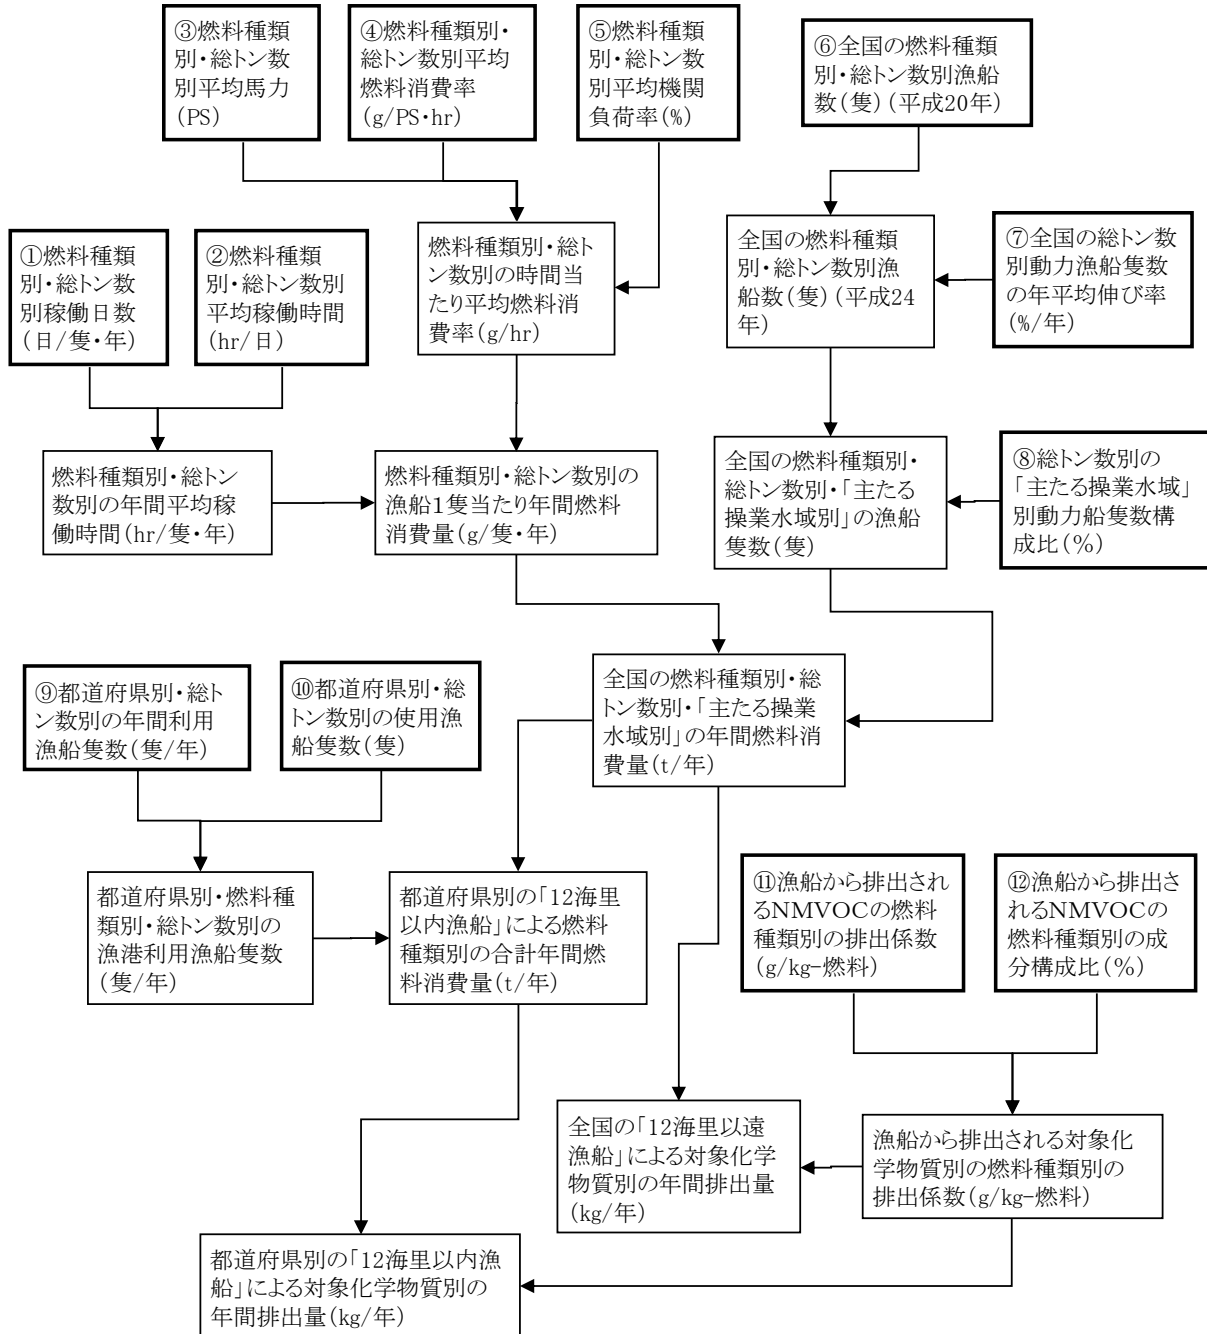 ③燃料種類
別・総トン数
別平均馬力
(PS)
④燃料種類別・
総トン数別平均
燃料消費率
(g/PS・hr)
⑤燃料種類
別・総トン数
別平均機関
負荷率(%)
⑥全国の燃料種類
別・総トン数別漁船
数(隻)(平成20年)
①燃料種類
別・総トン数
別稼働日数
(日/隻・年)
②燃料種類
別・総トン数別
平均稼働時間
(hr/日)
燃料種類別・総ト
ン数別の時間当
たり平均燃料消
費率(g/hr)
全国の燃料種類
別・総トン数別漁
船数(隻)(平成24
年)
⑦全国の総トン数
別動力漁船隻数
の年平均伸び率
(%/年)
燃料種類別・総トン
数別の年間平均稼
働時間(hr/隻・年)
燃料種類別・総トン数別の
漁船1隻当たり年間燃料
消費量(g/隻・年)
全国の燃料種類別・
総トン数別・「主たる
操業水域別」の漁船
隻数(隻)
⑧総トン数別の
「主たる操業水域」
別動力船隻数構
成比(%)
⑨都道府県別・総ト
ン数別の年間利用
漁船隻数(隻/年)
⑩都道府県別・総
トン数別の使用漁
船隻数(隻)
全国の燃料種類別・総
トン数別・「主たる操業
水域別」の年間燃料消
費量(t/年)
都道府県別・燃料種
類別・総トン数別の
漁港利用漁船隻数
(隻/年)
都道府県別の「12海里
以内漁船」による燃料
種類別の合計年間燃
料消費量(t/年)
⑪漁船から排出され
るNMVOCの燃料
種類別の排出係数
(g/kg-燃料)
⑫漁船から排出さ
れるNMVOCの
燃料種類別の成
分構成比(%)
全国の「12海里以遠
漁船」による対象化学
物質別の年間排出量
(kg/年)
漁船から排出される対象化
学物質別の燃料種類別の
排出係数(g/kg-燃料)
都道府県別の「12海里以内漁
船」による対象化学物質別の
年間排出量(kg/年)